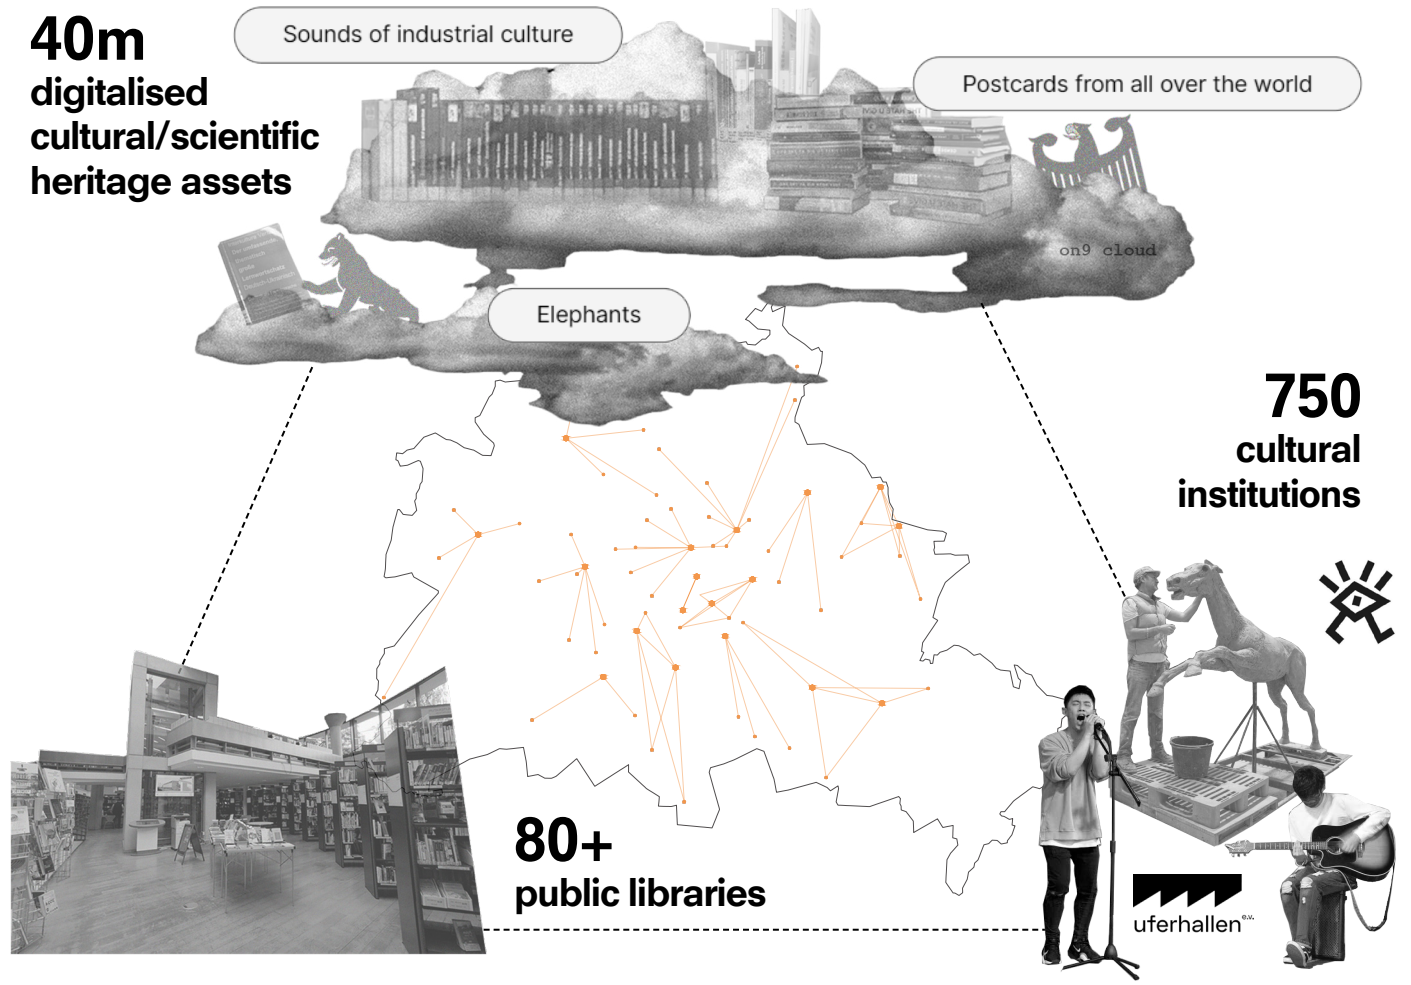 40m
digitalised
cultural/scientific
heritage assets
Sounds of industrial culture
Postcards from all over the world
on9 cloud
Elephants
750
cultural
institutions
80+
public libraries
uferhallen e.v.